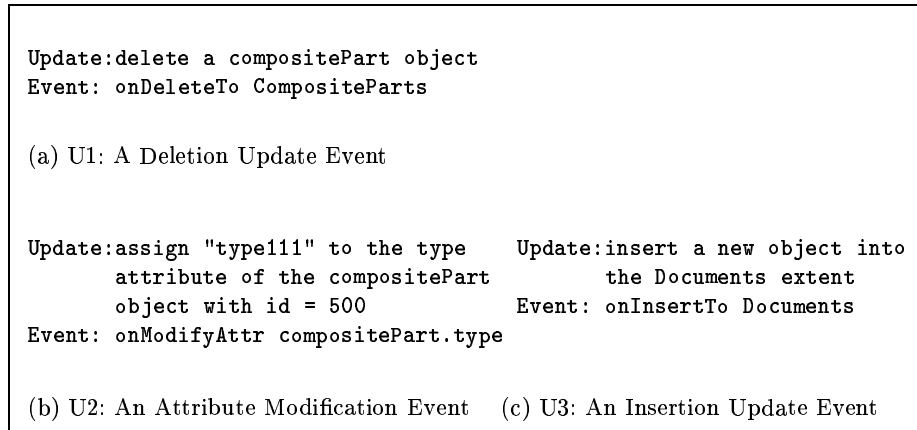 Update:delete a compositePart object
Event: onDeleteTo CompositeParts
(a) U1: A Deletion Update Event
Update:assign "type111" to the type
attribute of the compositePart
object with id = 500
Event: onModifyAttr compositePart.type
(b) U2: An Attribute Modification Event
Update:insert a new object into
the Documents extent
Event: onInsertTo Documents
(c) U3: An Insertion Update Event